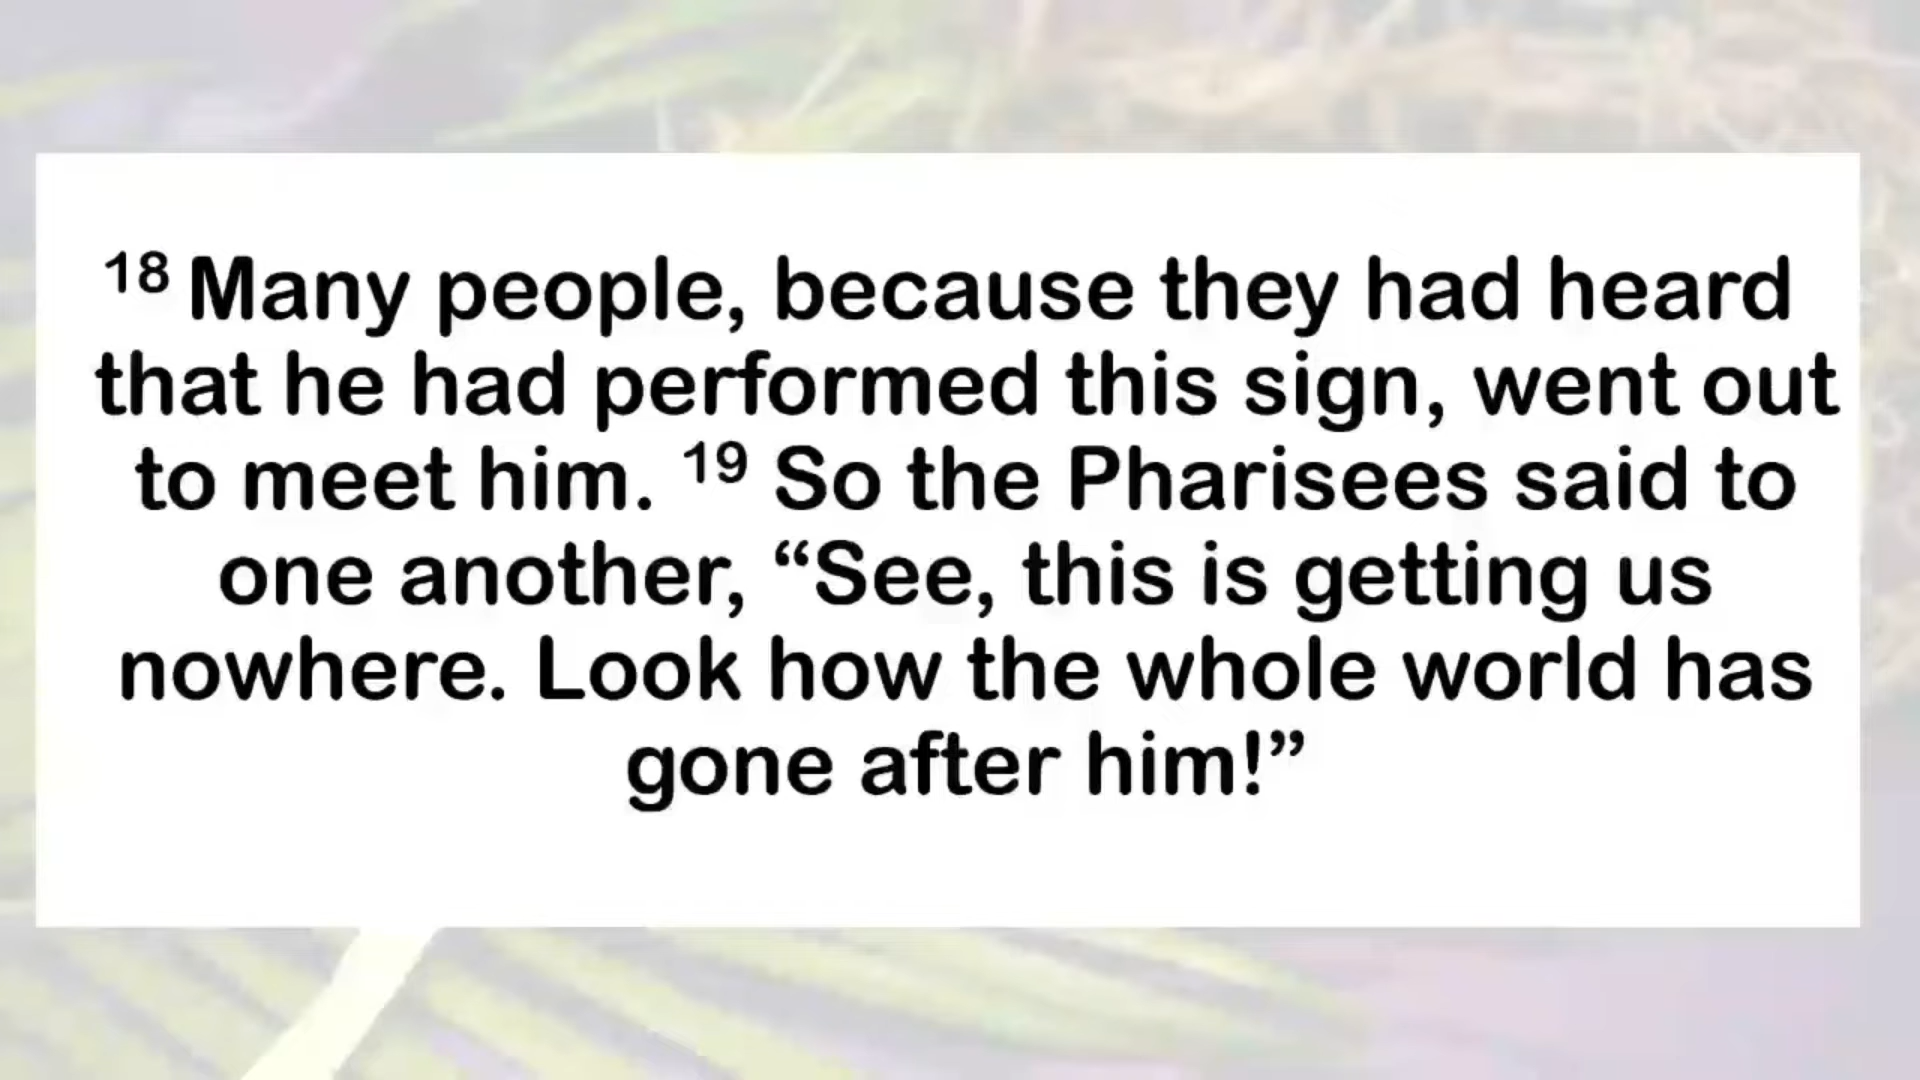 18 Many people, because they had heard
that he had performed this sign, went out
to meet him. 19 So the Pharisees said to
one another, “See, this is getting us
nowhere. Look how the whole world has
gone after him!”